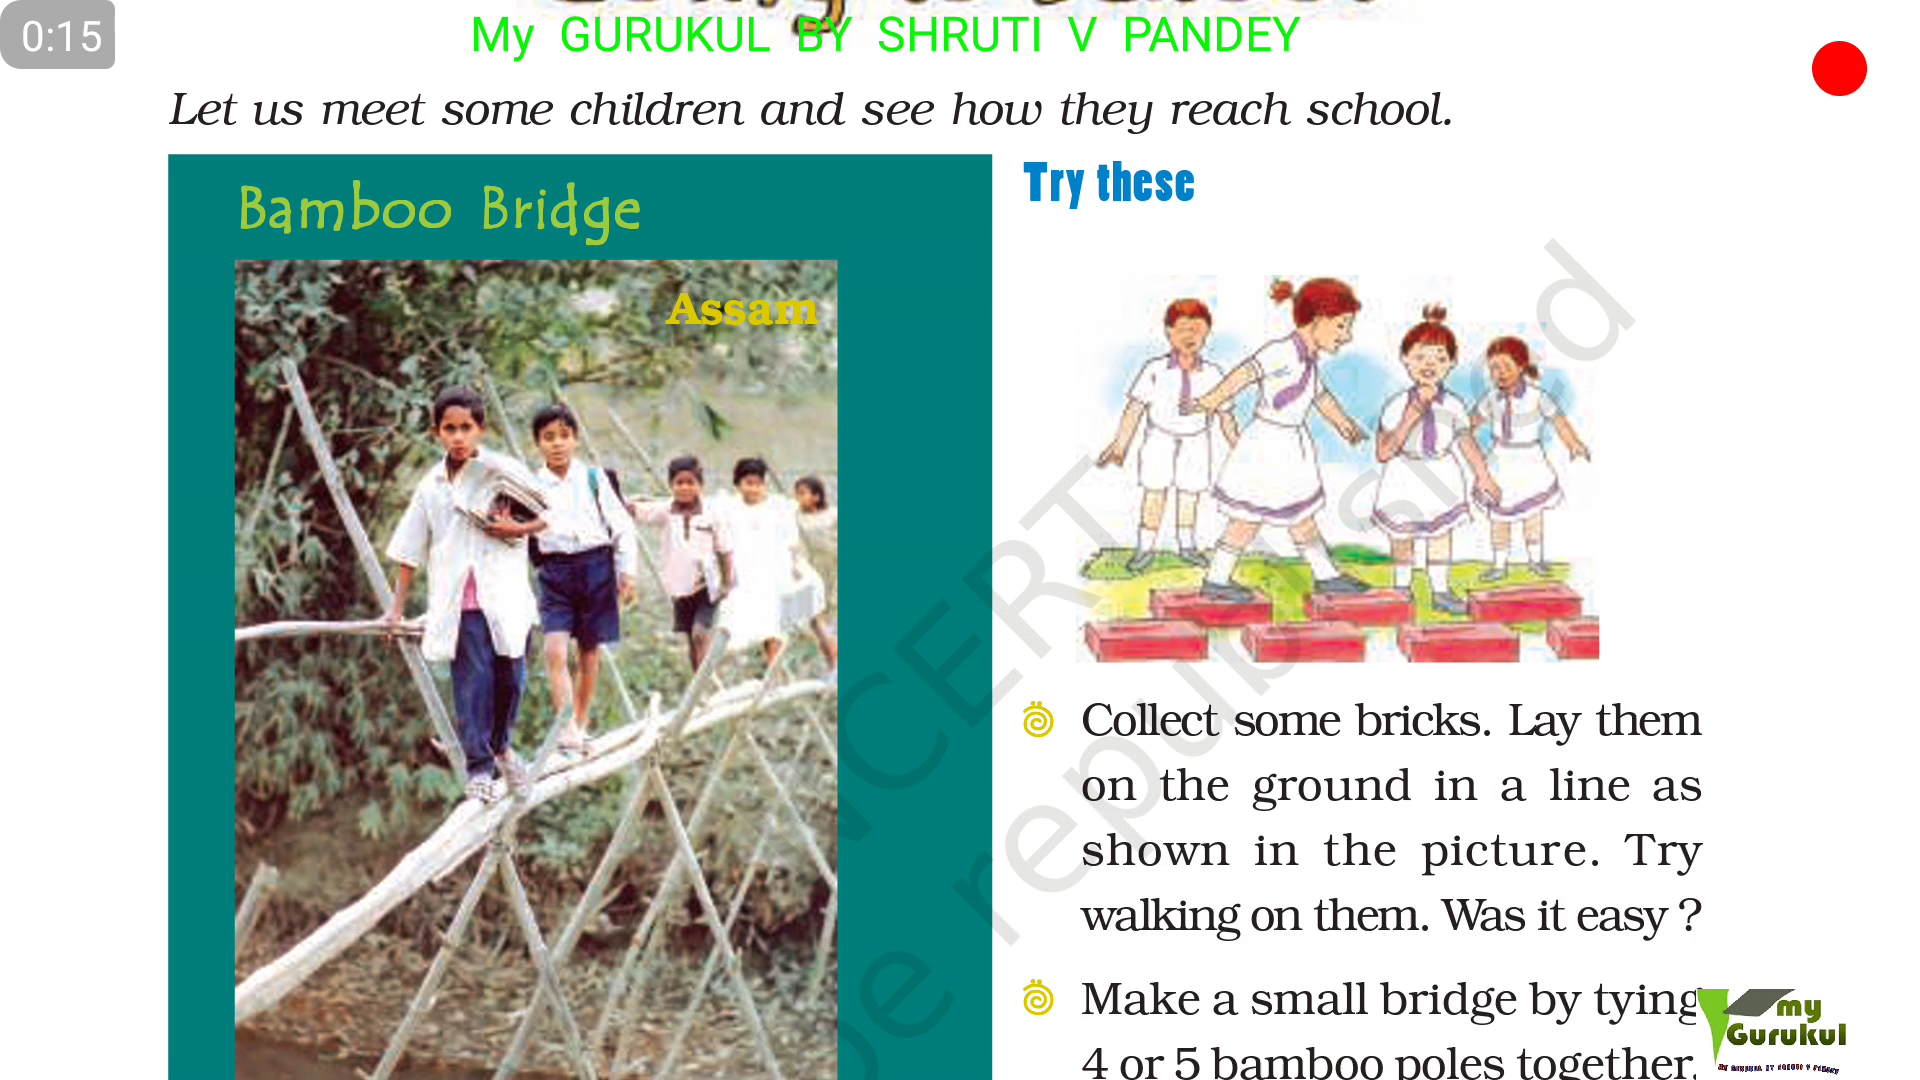 0:15
My GURUKUL BY SHRUTI V PANDEY
Let us meet some children and see how they reach school.
Bamboo Bridge
Assam
Try these
Collect some bricks. Lay them
on the ground in a line as
shown in the picture. Try
walking on them. Was it easy ?
Make a small bridge by tying
4 or 5 bamboo poles together.
NCERT
be republished
my
Gurukul